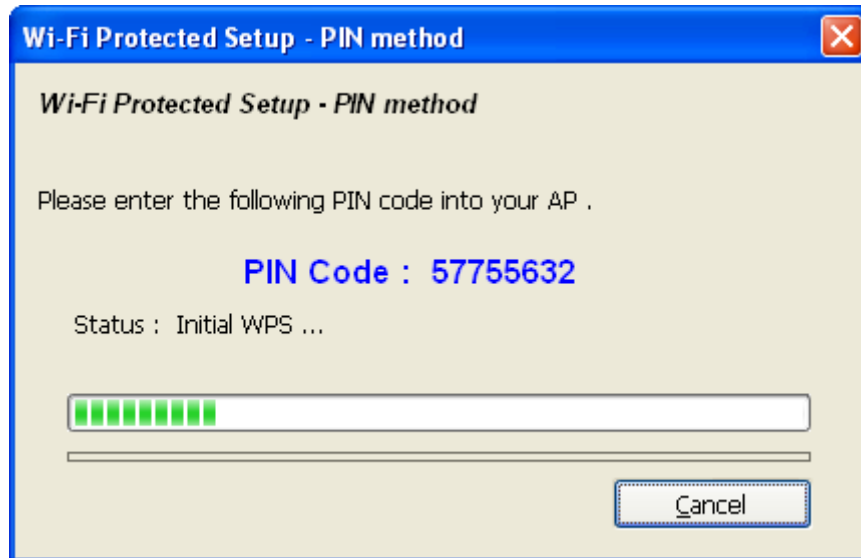 Wi-Fi Protected Setup - PIN method
Wi-Fi Protected Setup - PIN method
Please enter the following PIN code into your AP .
PIN Code : 57755632
Status : Initial WPS ...
Cancel